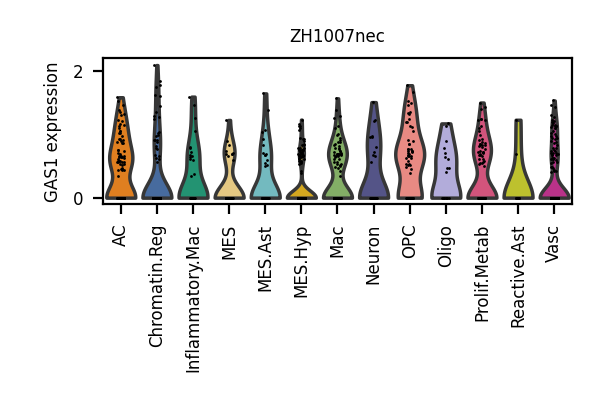 ZH1007nec
GAS1 expression
2
0
AC
Chromatin.Reg
Inflammatory.Mac
MES
MES.Ast
MES.Hyp
Mac
Neuron
OPC
Oligo
Prolif.Metab
Reactive.Ast
Vasc